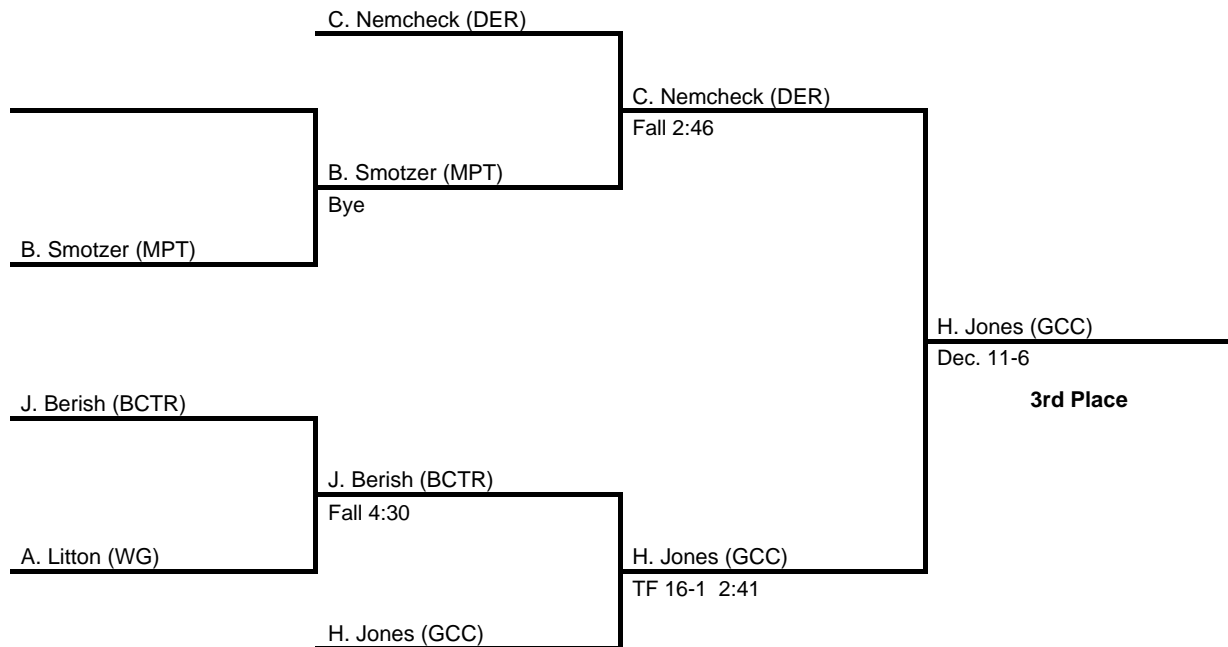 C. Nemcheck (DER)
C. Nemcheck (DER)
Fall 2:46
B. Smotzer (MPT)
Bye
B. Smotzer (MPT)
H. Jones (GCC)
Dec. 11-6
3rd Place
J. Berish (BCTR)
J. Berish (BCTR)
Fall 4:30
A. Litton (WG)
H. Jones (GCC)
TF 16-1 2:41
H. Jones (GCC)